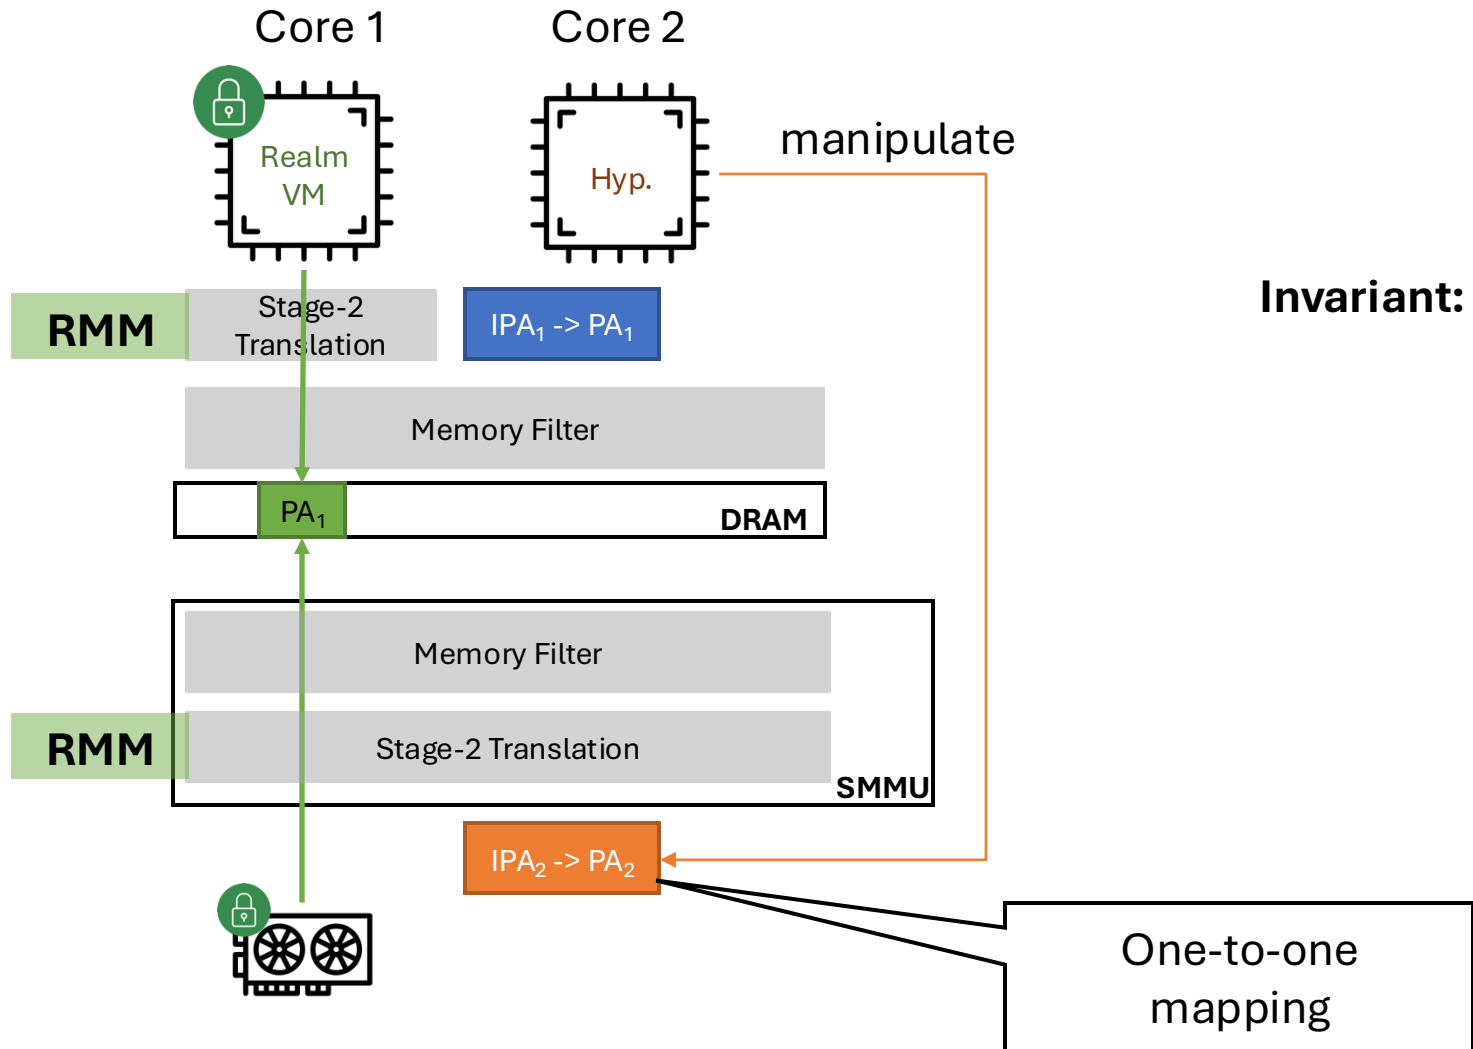 Core 1
Core 2
Realm
VM
Hyp.
manipulate
Invariant:
RMM
Stage-2
Translation
IPA₁ -> PA₁
Memory Filter
PA₁
DRAM
Memory Filter
RMM
Stage-2 Translation
SMMU
IPA₂ -> PA₂
One-to-one
mapping